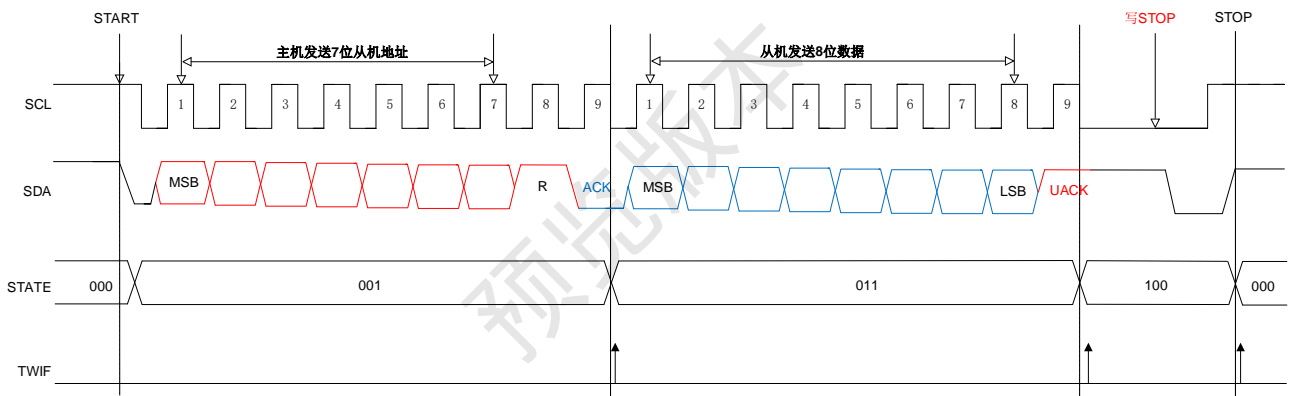 START
写STOP
STOP
主机发送7位从机地址
从机发送8位数据
SCL
1 2 3 4 5 6 7 8 9 1 2 3 4 5 6 7 8 9
SDA
MSB R ACK MSB LSB UACK
STATE
000 001 011 100 000
TWIF
预览版本